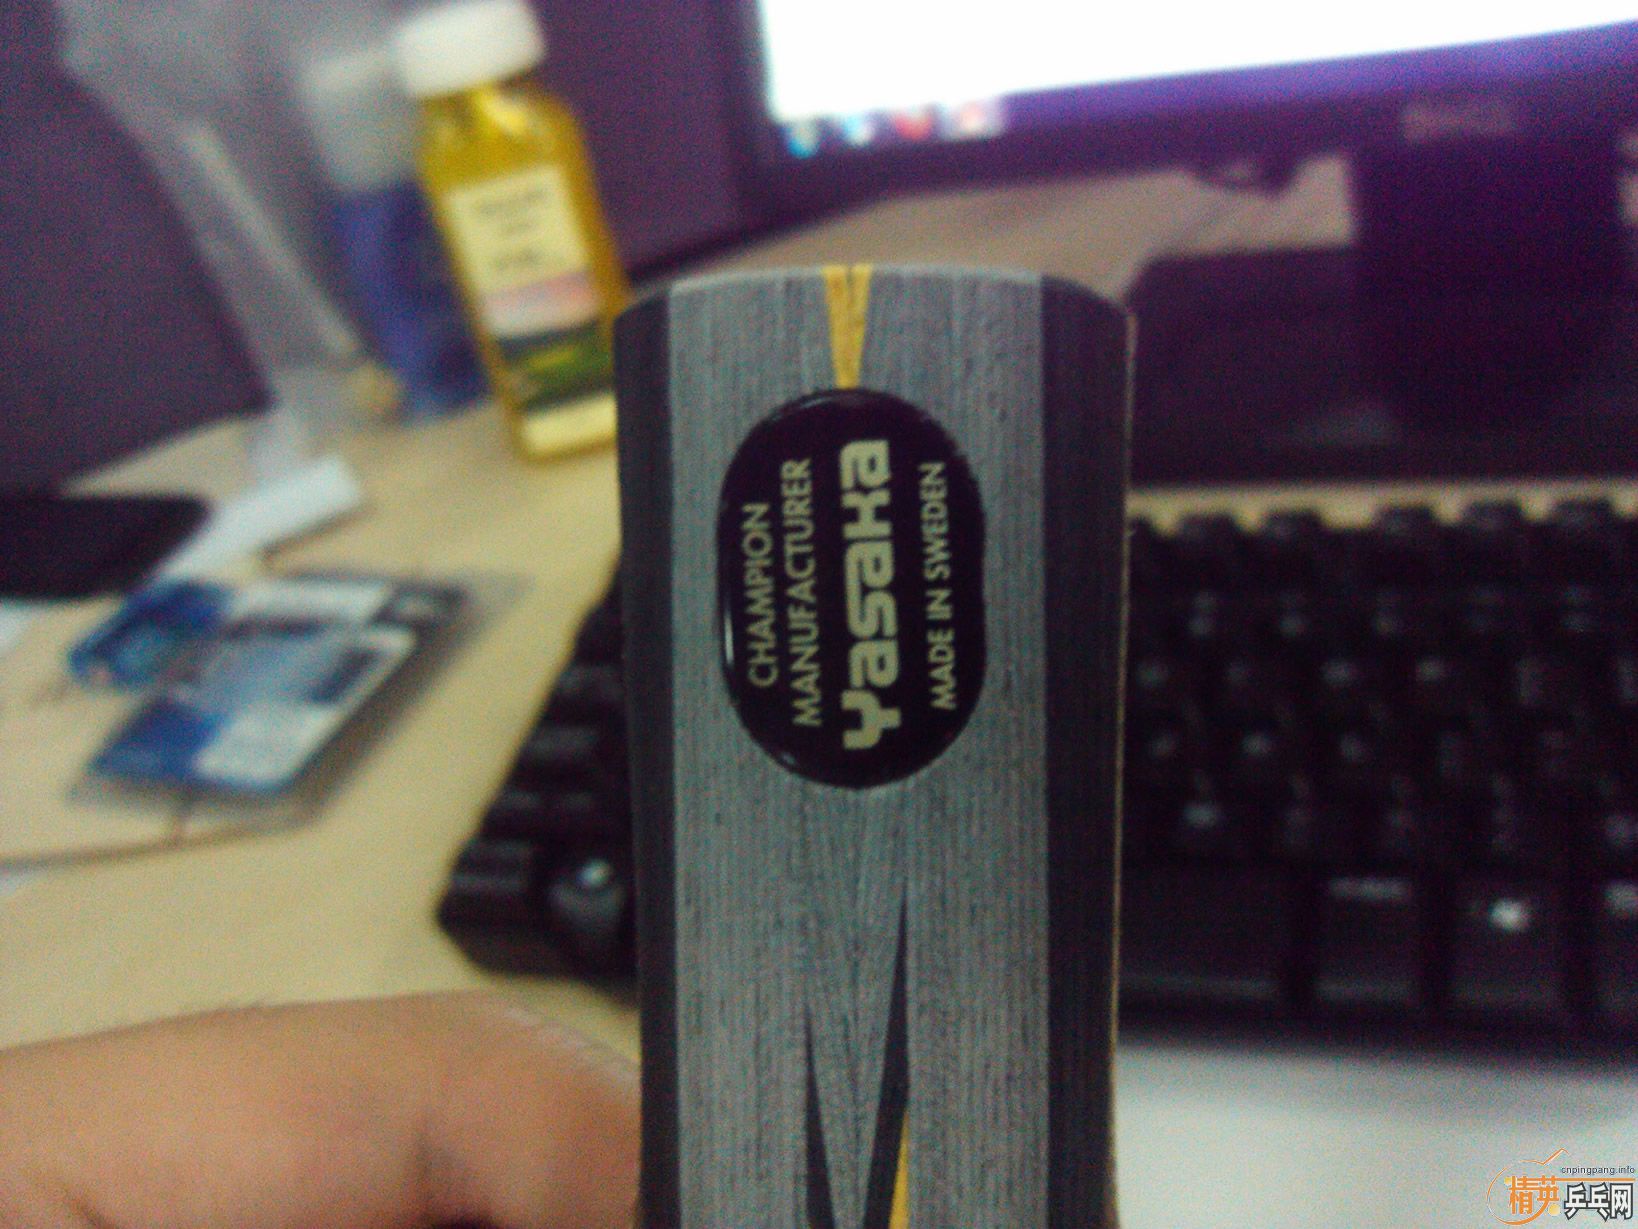 CHAMPION
MANUFACTURER
Yasaka
MADE IN SWEDEN
cnpingpang.info
精英乒乓网